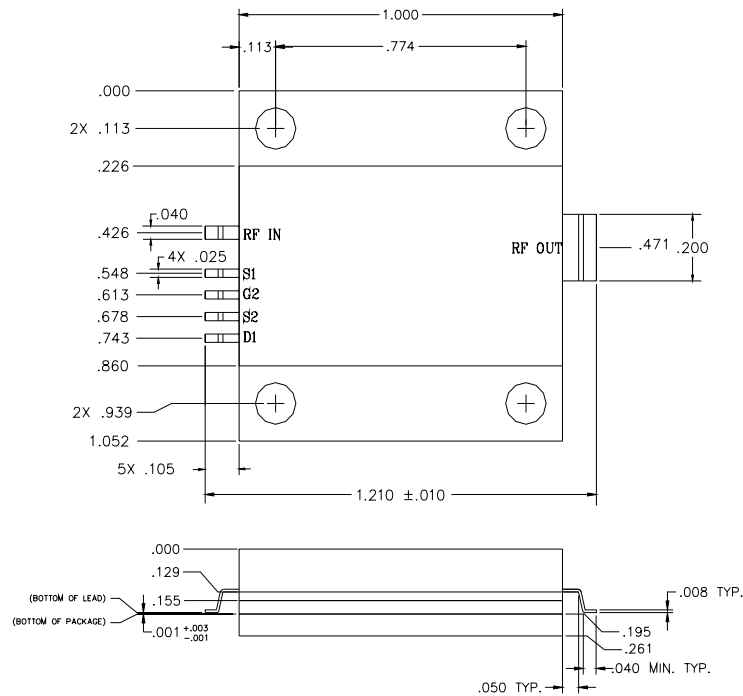 1.000
.113
.774
.000
2X .113
.226
.040
.426
RF IN
RF OUT
.471
.200
4X .025
.548
S1
.613
G2
.678
S2
.743
D1
.860
2X .939
1.052
5X .105
1.210 ±.010
.000
.129
.008 TYP.
(BOTTOM OF LEAD)
.155
(BOTTOM OF PACKAGE)
.001 +.003 -.001
.195
.261
.040 MIN. TYP.
.050 TYP.